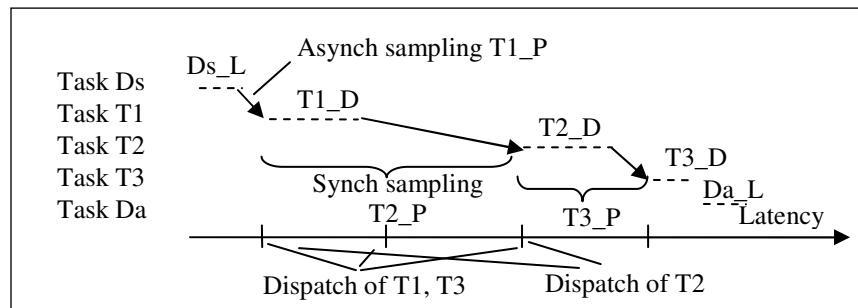 Asynch sampling T1_P
Ds_L
Task Ds
T1_D
Task T1
T2_D
Task T2
T3_D
Task T3
Synch sampling
Da_L
Task Da
T2_P
T3_P
Latency
Dispatch of T1, T3
Dispatch of T2